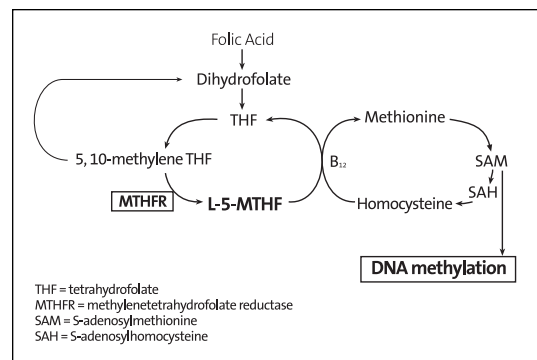 Folic Acid
Dihydrofolate
THF
Methionine
5, 10-methylene THF
B₁₂
SAM
MTHFR
L-5-MTHF
Homocysteine
SAH
DNA methylation
THF = tetrahydrofolate
MTHFR = methylenetetrahydrofolate reductase
SAM = S-adenosylmethionine
SAH = S-adenosylhomocysteine